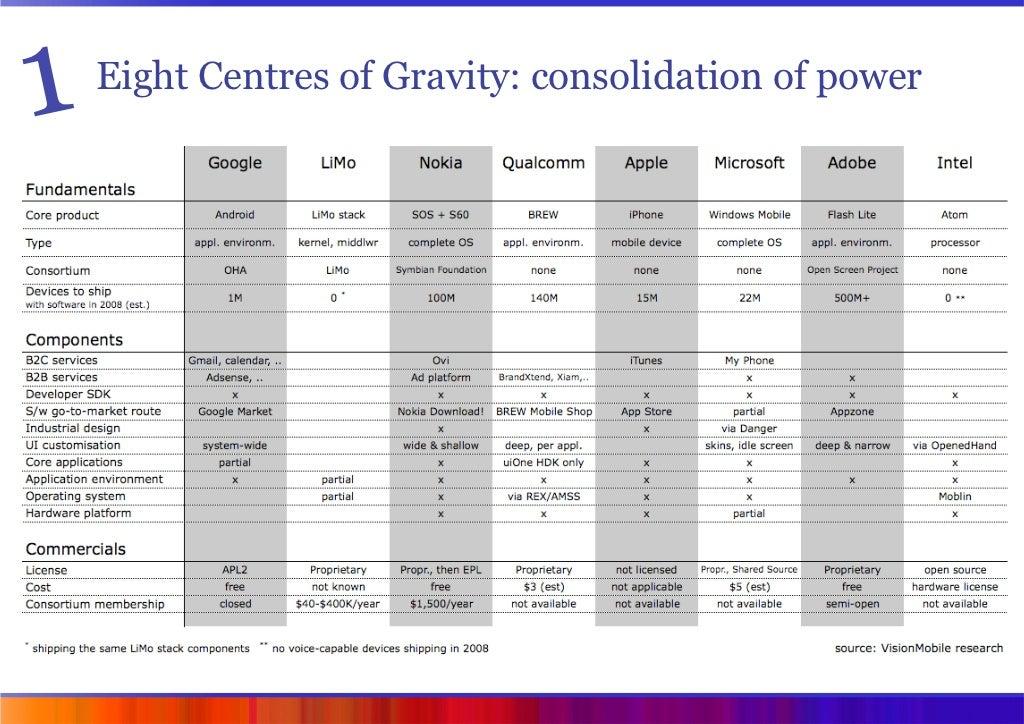 1 Eight Centres of Gravity: consolidation of power
Google LiMo Nokia Qualcomm Apple Microsoft Adobe Intel
Fundamentals
Core product Android LiMo stack SOS + S60 BREW iPhone Windows Mobile Flash Lite Atom
Type appl. environm. kernel, middlwr complete OS appl. environm. mobile device complete OS appl. environm. processor
Consortium OHA LiMo Symbian Foundation none none none Open Screen Project none
Devices to ship
with software in 2008 (est.) 1M 0 * 100M 140M 15M 22M 500M+ 0 **
Components
B2C services Gmail, calendar, .. Ovi iTunes My Phone
B2B services Adsense, .. Ad platform BrandXtend, Xiam,.. x x
Developer SDK x x x x x x x
S/w go-to-market route Google Market Nokia Download! BREW Mobile Shop App Store partial Appzone
Industrial design x x via Danger
UI customisation system-wide wide & shallow deep, per appl. skins, idle screen deep & narrow via OpenedHand
Core applications partial x uiOne HDK only x x x
Application environment x partial x x x x x x
Operating system partial x via REX/AMSS x x Moblin
Hardware platform x x x partial x
Commercials
License APL2 Proprietary Propr., then EPL Proprietary not licensed Propr., Shared Source Proprietary open source
Cost free not known free $3 (est) not applicable $5 (est) free hardware license
Consortium membership closed $40-$400K/year $1,500/year not available not available not available semi-open not available
* shipping the same LiMo stack components ** no voice-capable devices shipping in 2008
source: VisionMobile research